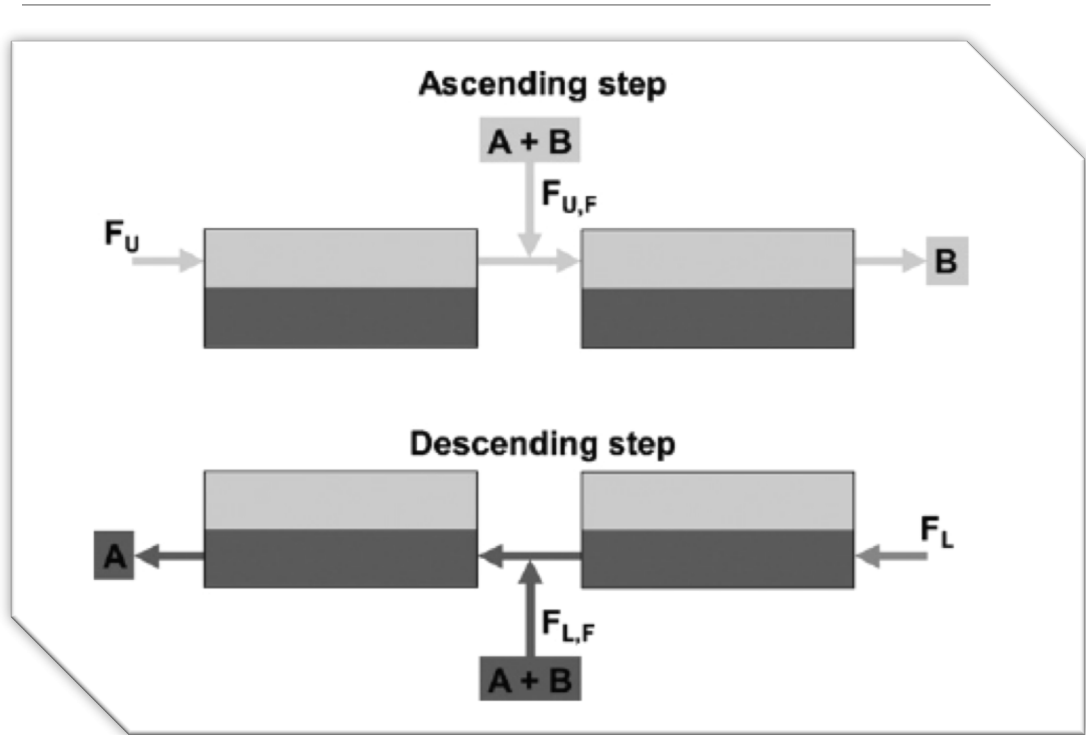 Ascending step
A + B
F_U,F
F_U
B
Descending step
A
F_L
F_L,F
A + B